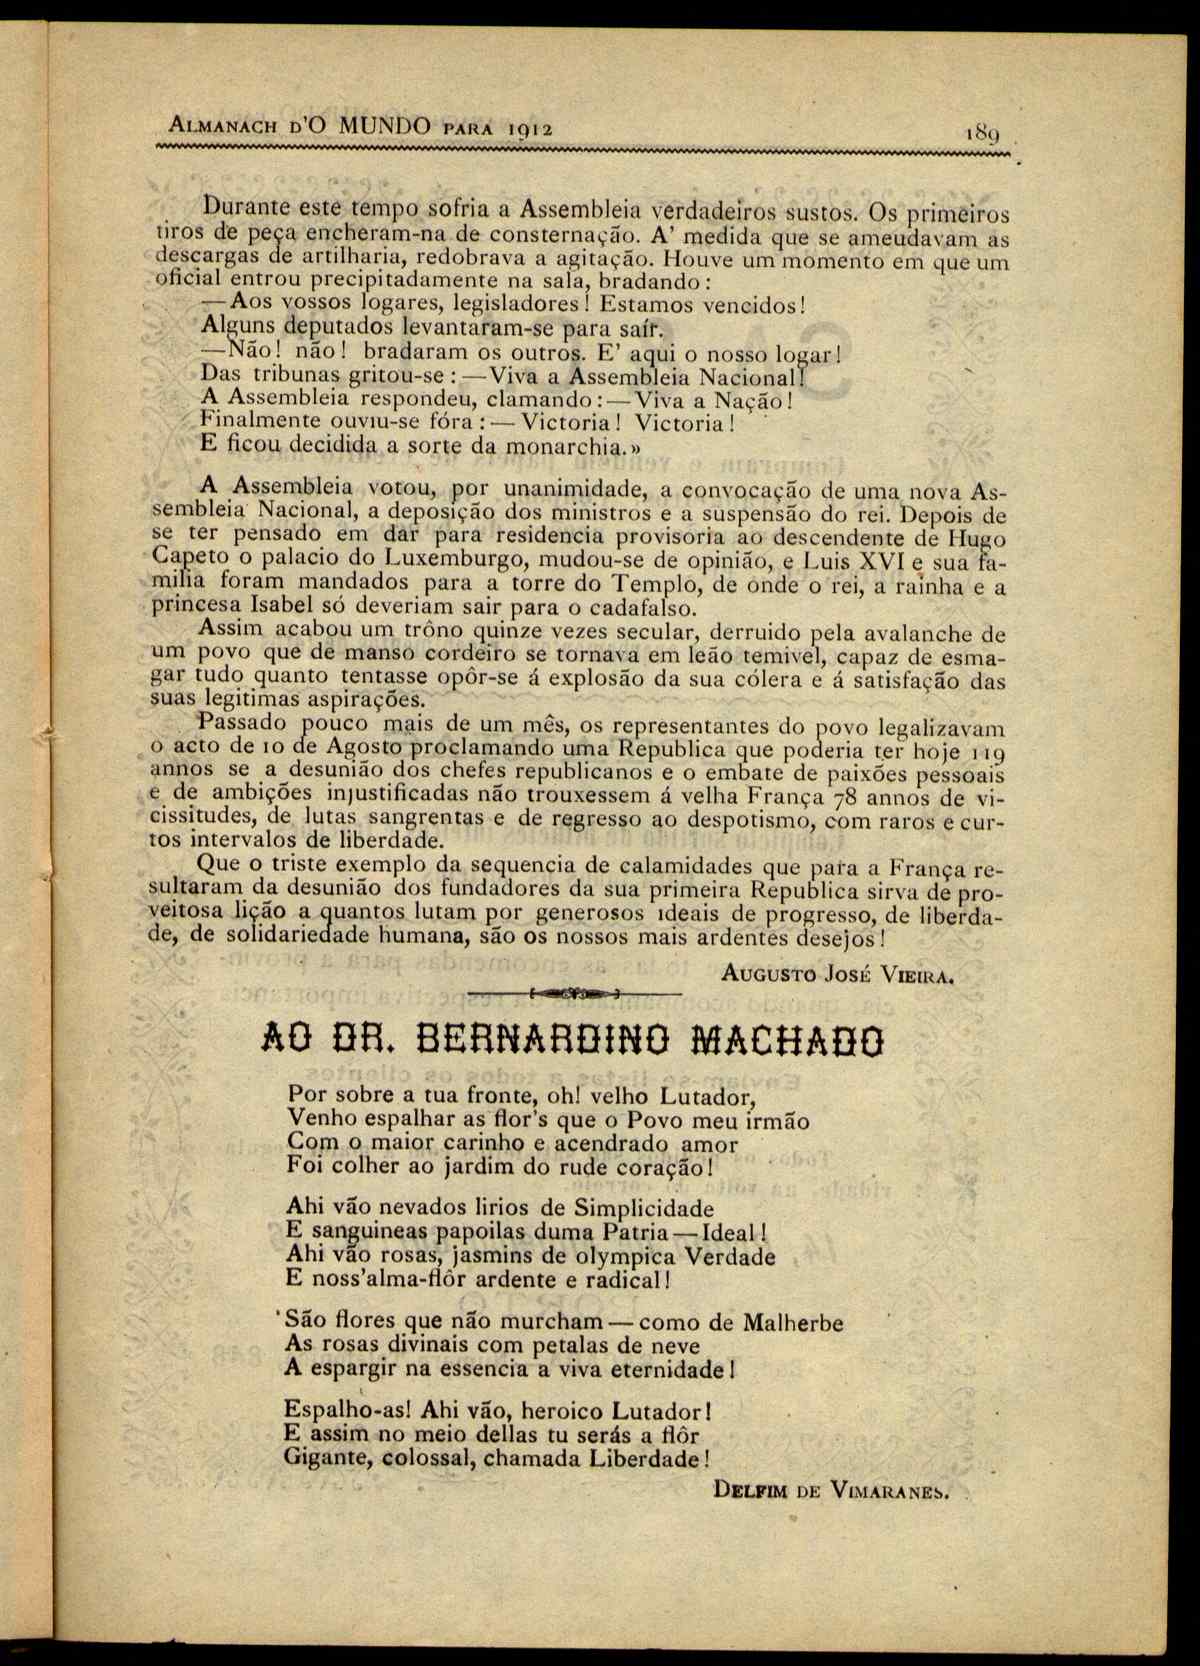 ALMANACH D'O MUNDO PARA 1912
189
Durante este tempo sofria a Assembleia verdadeiros sustos. Os primeiros
tiros de peça encheram-na de consternação. A' medida que se ameudavam as
descargas de artilharia, redobrava a agitação. Houve um momento em que um
oficial entrou precipitadamente na sala, bradando:
—Aos vossos logares, legisladores! Estamos vencidos!
Alguns deputados levantaram-se para saír.
—Não! não! bradaram os outros. E' aqui o nosso logar!
Das tribunas gritou-se:—Viva a Assembleia Nacional!
A Assembleia respondeu, clamando:—Viva a Nação!
Finalmente ouviu-se fóra:—Victoria! Victoria!
E ficou decidida a sorte da monarchia.»
A Assembleia votou, por unanimidade, a convocação de uma nova As-
sembleia Nacional, a deposição dos ministros e a suspensão do rei. Depois de
se ter pensado em dar para residencia provisoria ao descendente de Hugo
Capeto o palacio do Luxemburgo, mudou-se de opinião, e Luis XVI e sua fa-
milia foram mandados para a torre do Templo, de onde o rei, a rainha e a
princesa Isabel só deveriam sair para o cadafalso.
Assim acabou um trôno quinze vezes secular, derruido pela avalanche de
um povo que de manso cordeiro se tornava em leão temivel, capaz de esma-
gar tudo quanto tentasse opôr-se á explosão da sua cólera e á satisfação das
suas legitimas aspirações.
Passado pouco mais de um mês, os representantes do povo legalizavam
o acto de 10 de Agosto proclamando uma Republica que poderia ter hoje 119
annos se a desunião dos chefes republicanos e o embate de paixões pessoais
e de ambições injustificadas não trouxessem á velha França 78 annos de vi-
cissitudes, de lutas sangrentas e de regresso ao despotismo, com raros e cur-
tos intervalos de liberdade.
Que o triste exemplo da sequencia de calamidades que para a França re-
sultaram da desunião dos fundadores da sua primeira Republica sirva de pro-
veitosa lição a quantos lutam por generosos ideais de progresso, de liberda-
de, de solidariedade humana, são os nossos mais ardentes desejos!
AUGUSTO JOSÉ VIEIRA.
AO DR. BERNARDINO MACHADO
Por sobre a tua fronte, oh! velho Lutador,
Venho espalhar as flor's que o Povo meu irmão
Com o maior carinho e acendrado amor
Foi colher ao jardim do rude coração!
Ahi vão nevados lirios de Simplicidade
E sanguineas papoilas duma Patria—Ideal!
Ahi vão rosas, jasmins de olympica Verdade
E noss'alma-flôr ardente e radical!
São flores que não murcham—como de Malherbe
As rosas divinais com petalas de neve
A espargir na essencia a viva eternidade!
Espalho-as! Ahi vão, heroico Lutador!
E assim no meio dellas tu serás a flôr
Gigante, colossal, chamada Liberdade!
DELFIM DE VIMARANES.